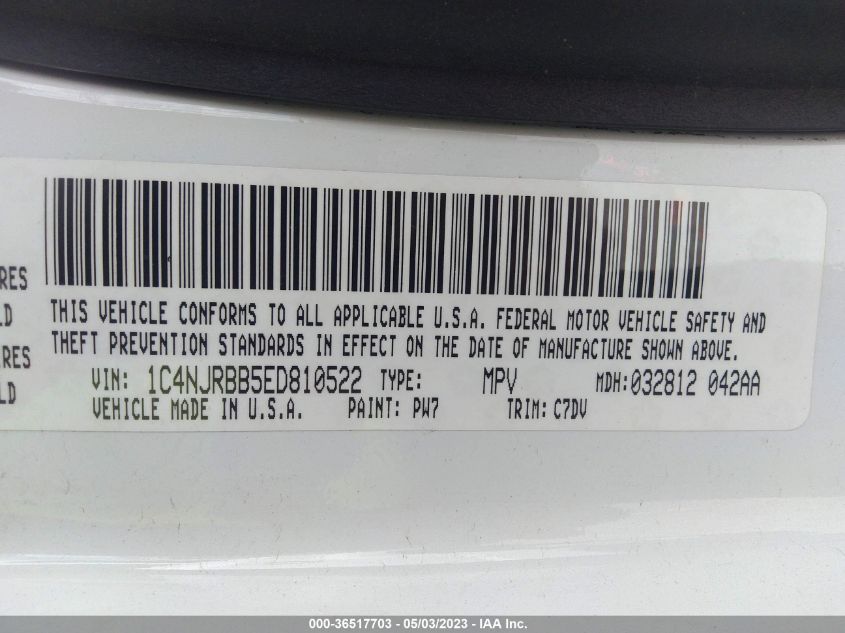 RES
LD
RES
LD
THIS VEHICLE CONFORMS TO ALL APPLICABLE U.S.A. FEDERAL MOTOR VEHICLE SAFETY AND
THEFT PREVENTION STANDARDS IN EFFECT ON THE DATE OF MANUFACTURE SHOWN ABOVE.
VIN: 1C4NJRBB5ED810522 TYPE: MPV MDH:032812 042AA
VEHICLE MADE IN U.S.A. PAINT: PW7 TRIM: C7DV
000-36517703 - 05/03/2023 - IAA Inc.